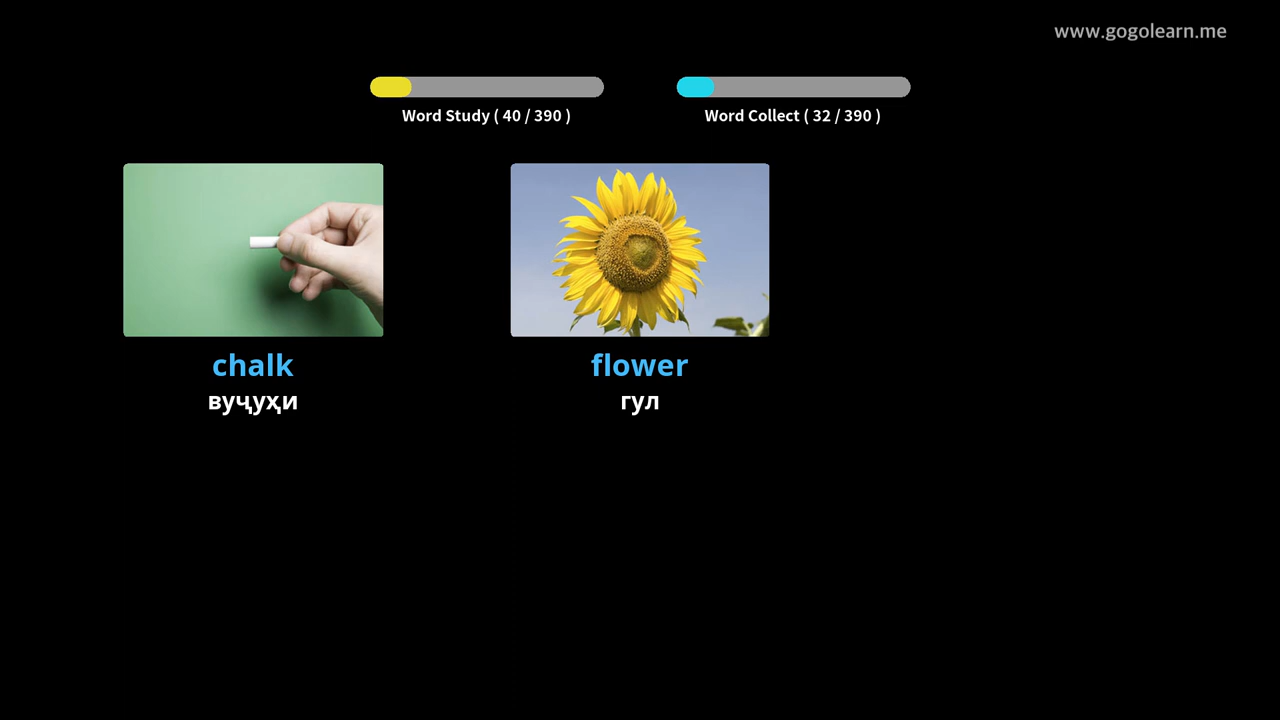 www.gogolearn.me
Word Study ( 40 / 390 )
Word Collect ( 32 / 390 )
chalk
вуҷуҳи
flower
гул